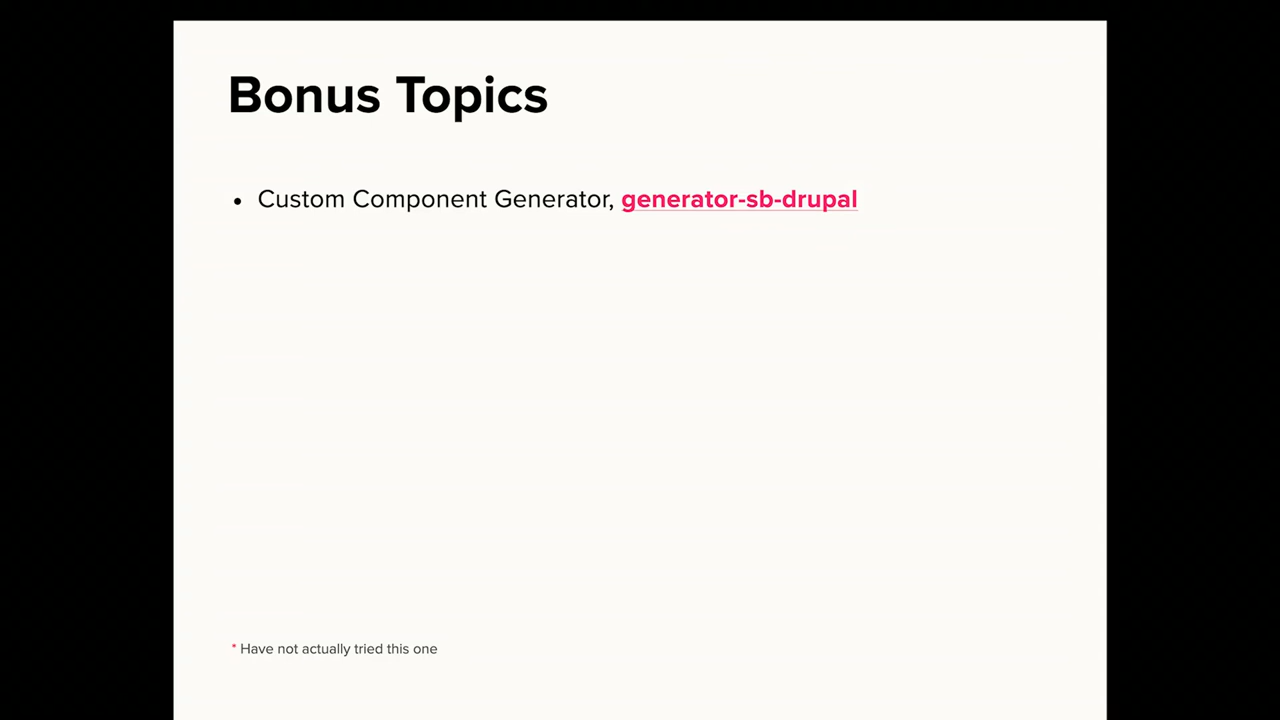 Bonus Topics
• Custom Component Generator, generator-sb-drupal
* Have not actually tried this one